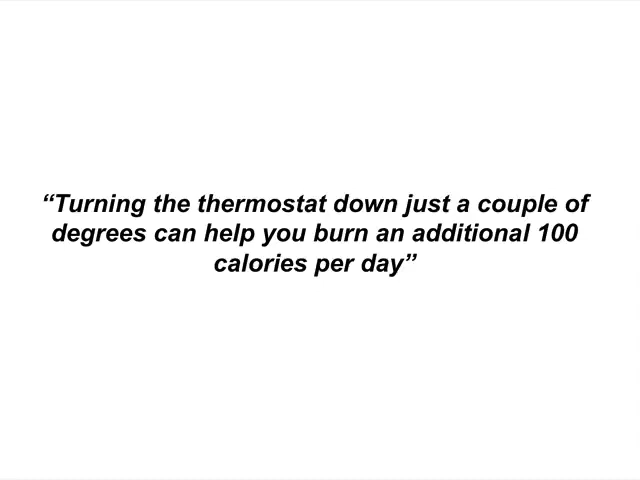 “Turning the thermostat down just a couple of
degrees can help you burn an additional 100
calories per day”